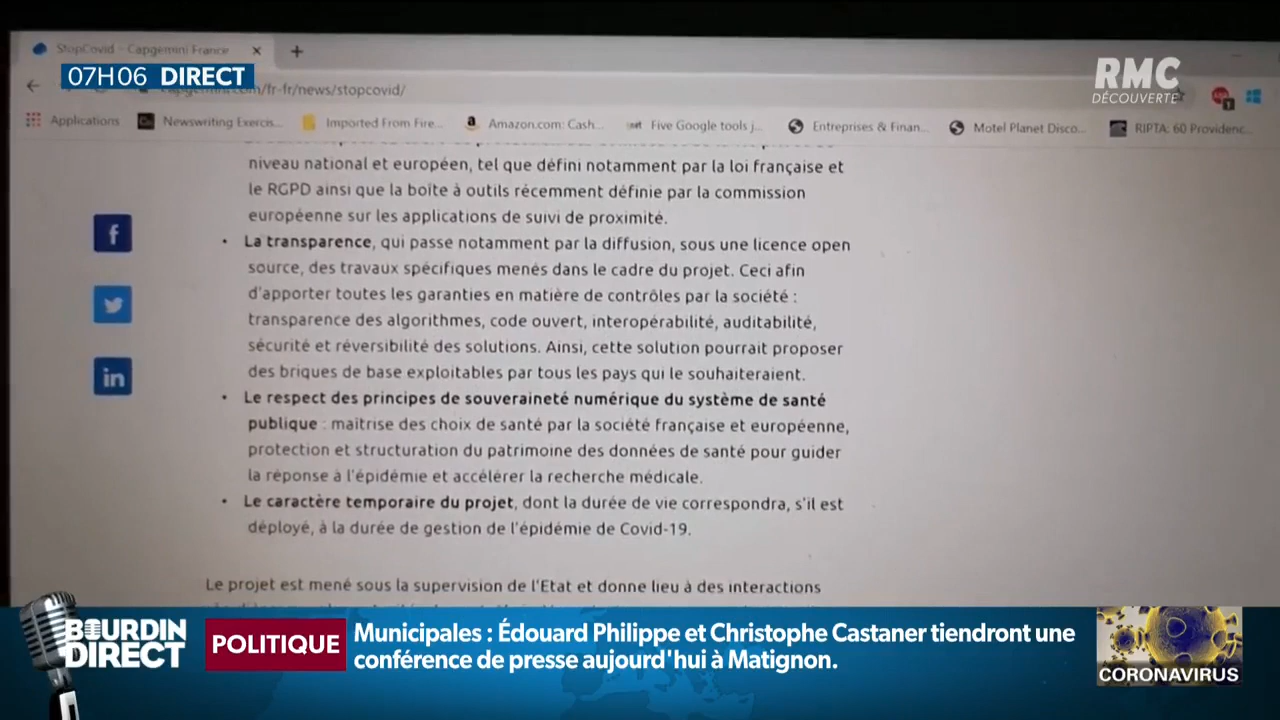 StopCovid - Capgemini France
07H06 DIRECT
/fr-fr/news/stopcovid/
RMC
DÉCOUVERTE
Applications
Newswriting Exercis...
Imported From Fire...
Amazon.com: Cash...
Five Google tools j...
Entreprises & Finan...
Motel Planet Disco...
RIPTA: 60 Providenc...
niveau national et européen, tel que défini notamment par la loi française et
le RGPD ainsi que la boîte à outils récemment définie par la commission
européenne sur les applications de suivi de proximité.
• La transparence, qui passe notamment par la diffusion, sous une licence open
source, des travaux spécifiques menés dans le cadre du projet. Ceci afin
d'apporter toutes les garanties en matière de contrôles par la société :
transparence des algorithmes, code ouvert, interopérabilité, auditabilité,
sécurité et réversibilité des solutions. Ainsi, cette solution pourrait proposer
des briques de base exploitables par tous les pays qui le souhaiteraient.
• Le respect des principes de souveraineté numérique du système de santé
publique : maîtrise des choix de santé par la société française et européenne,
protection et structuration du patrimoine des données de santé pour guider
la réponse à l'épidémie et accélérer la recherche médicale.
• Le caractère temporaire du projet, dont la durée de vie correspondra, s'il est
déployé, à la durée de gestion de l'épidémie de Covid-19.
Le projet est mené sous la supervision de l'Etat et donne lieu à des interactions
BOURDIN
DIRECT
POLITIQUE
Municipales : Édouard Philippe et Christophe Castaner tiendront une
conférence de presse aujourd'hui à Matignon.
CORONAVIRUS